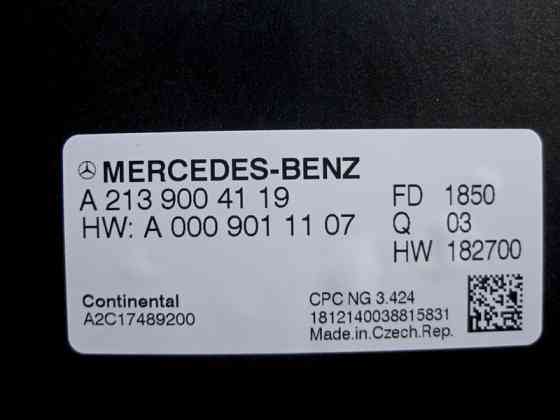 MERCEDES-BENZ
A 213 900 41 19
HW: A 000 901 11 07
FD 1850
Q 03
HW 182700
Continental
A2C17489200
CPC NG 3.424
1812140038815831
Made.in.Czech.Rep.